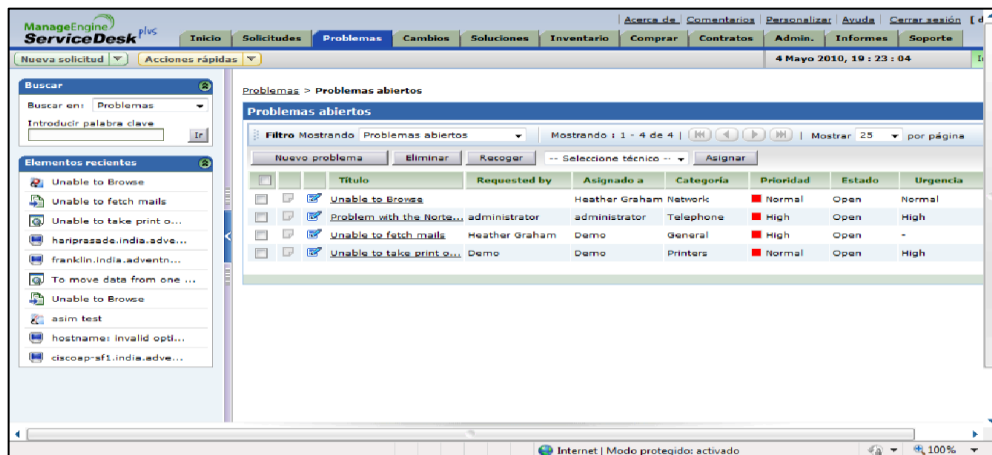 ManageEngine
ServiceDesk plus
Acerca de Comentarios Personalizar Ayuda Cerrar sesión [ d
Inicio Solicitudes Problemas Cambios Soluciones Inventario Comprar Contratos Admin. Informes Soporte
Nueva solicitud Acciones rápidas 4 Mayo 2010, 19 : 23 : 04
Buscar
Buscar en: Problemas
Introducir palabra clave
Ir
Elementos recientes
Unable to Browse
Unable to fetch mails
Unable to take print o...
hariprasade.india.adve...
franklin.india.adventn...
To move data from one ...
Unable to Browse
asim test
hostname: invalid opti...
ciscoap-sf1.india.adve...
Problemas > Problemas abiertos
Problemas abiertos
Filtro Mostrando Problemas abiertos Mostrando : 1 - 4 de 4 | | Mostrar 25 por página
Nuevo problema Eliminar Recoger -- Seleccione técnico -- Asignar
Título Requested by Asignado a Categoría Prioridad Estado Urgencia
Unable to Browse Heather Graham Network Normal Open Normal
Problem with the Norte... administrator administrator Telephone High Open High
Unable to fetch mails Heather Graham Demo General High Open -
Unable to take print o... Demo Demo Printers Normal Open High
Internet | Modo protegido: activado 100%